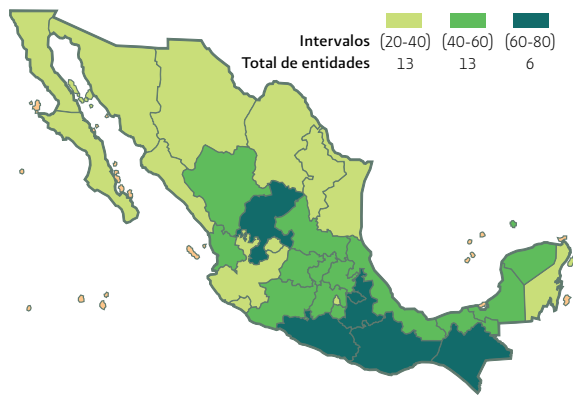 Intervalos (20-40) (40-60) (60-80)
Total de entidades 13 13 6